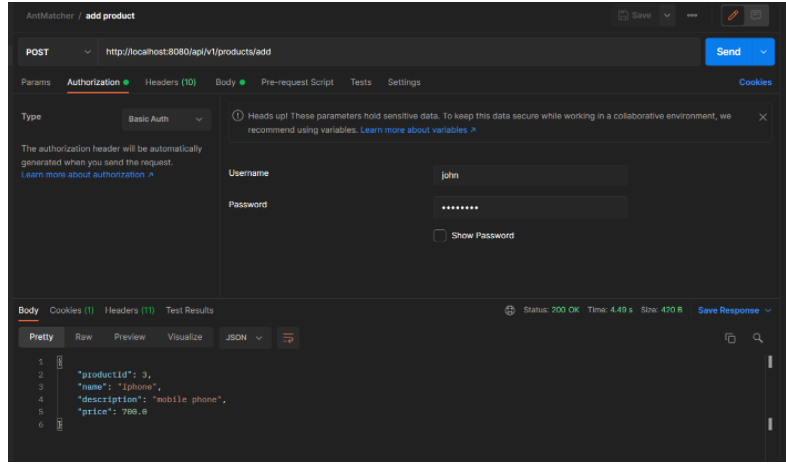 AntMatcher / add product
Save
POST http://localhost:8080/api/v1/products/add Send
Params Authorization Headers (10) Body Pre-request Script Tests Settings Cookies
Type Basic Auth
The authorization header will be automatically
generated when you send the request.
Learn more about authorization ↗
Heads up! These parameters hold sensitive data. To keep this data secure while working in a collaborative environment, we
recommend using variables. Learn more about variables ↗
Username john
Password ••••••••
Show Password
Body Cookies (1) Headers (11) Test Results Status: 200 OK Time: 4.49 s Size: 420 B Save Response
Pretty Raw Preview Visualize JSON
1 {
2 "productId": 3,
3 "name": "Iphone",
4 "description": "mobile phone",
5 "price": 700.0
6 }